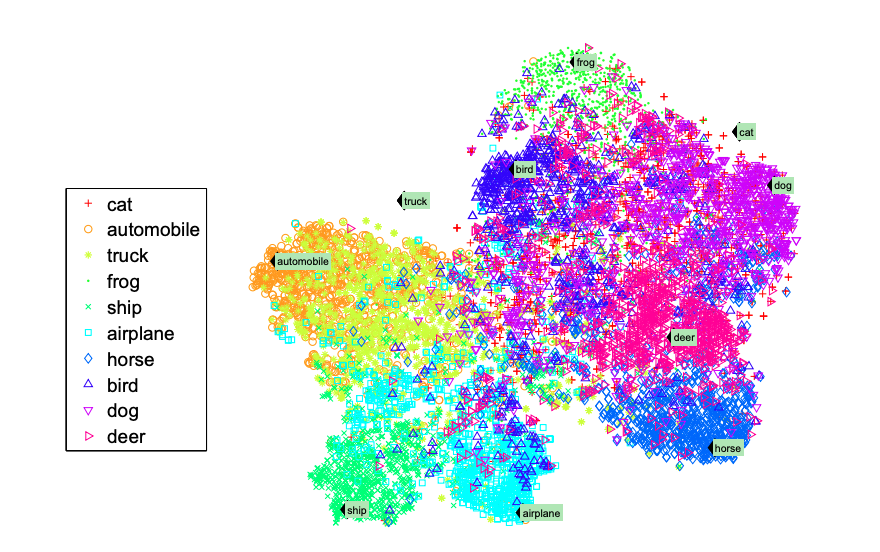 frog
cat
bird
dog
truck
cat
automobile
truck
frog
ship
airplane
horse
bird
dog
deer
automobile
deer
horse
ship
airplane